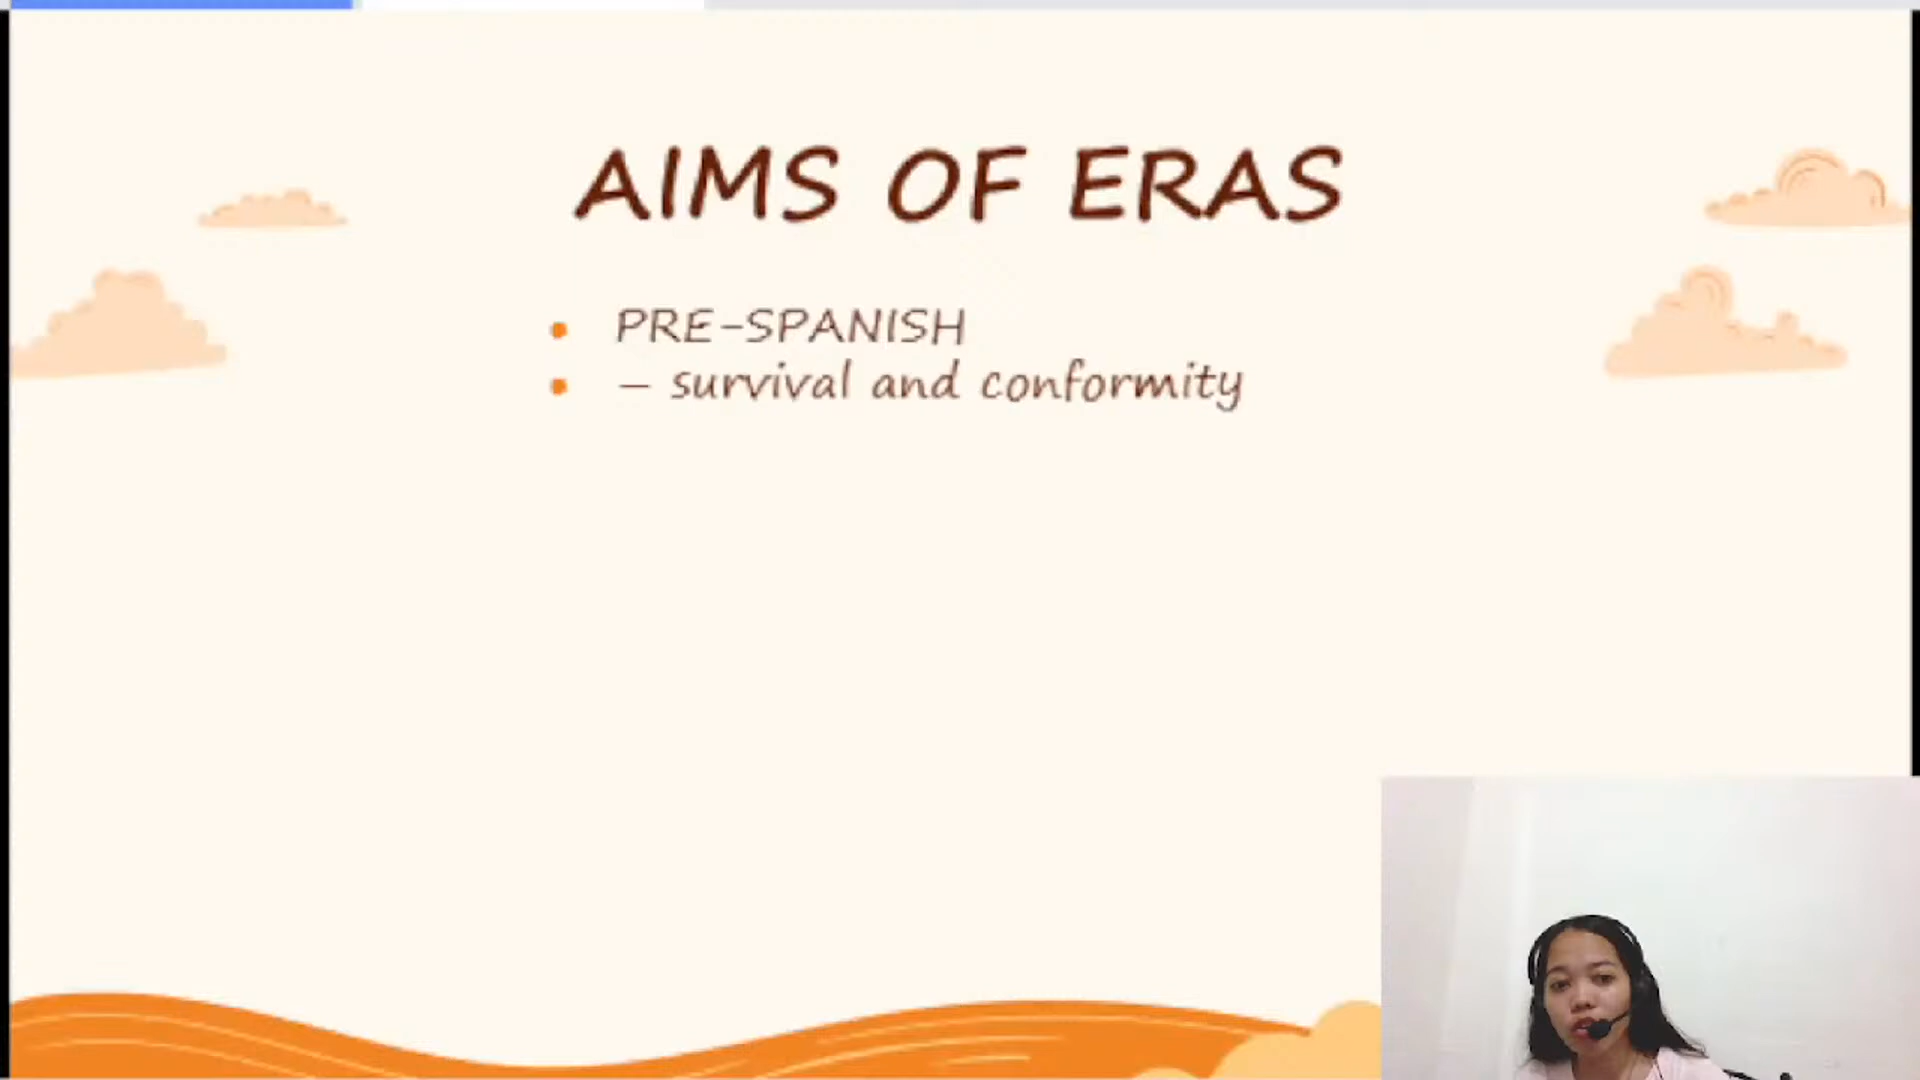 AIMS OF ERAS
• PRE-SPANISH
• – survival and conformity